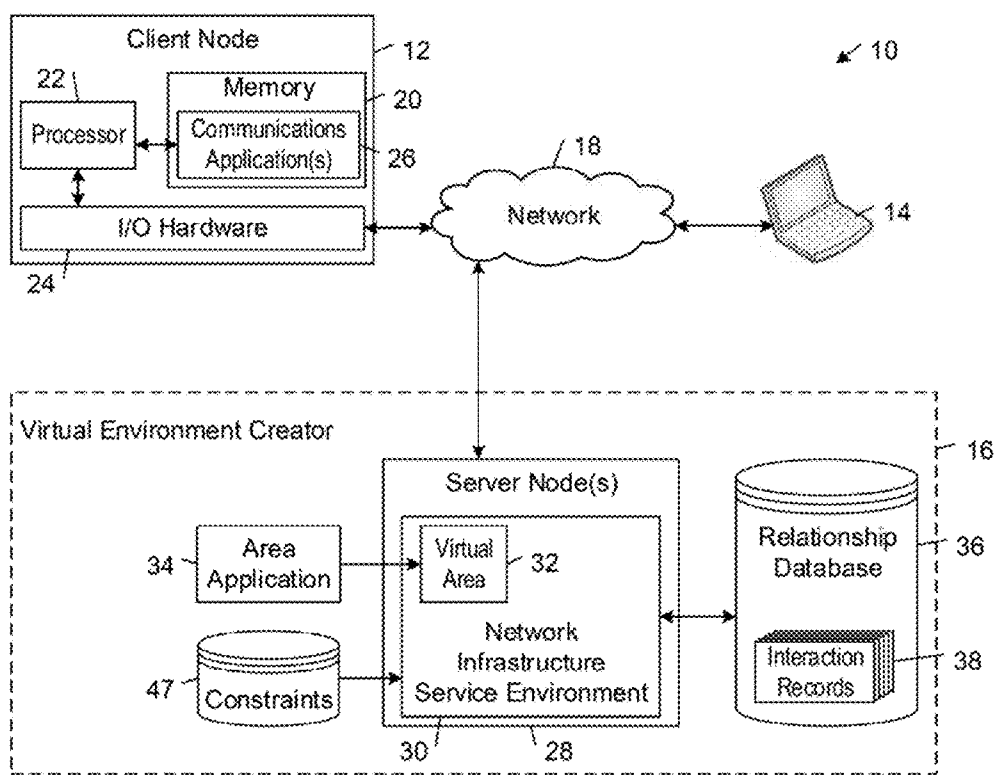 Client Node
12
10
22
Memory
20
Processor
Communications
Application(s)
26
18
Network
14
I/O Hardware
24
Virtual Environment Creator
16
Server Node(s)
34
Area
Application
Virtual
Area
32
Relationship
Database
36
Network
Infrastructure
Service Environment
47
Constraints
Interaction
Records
38
30
28